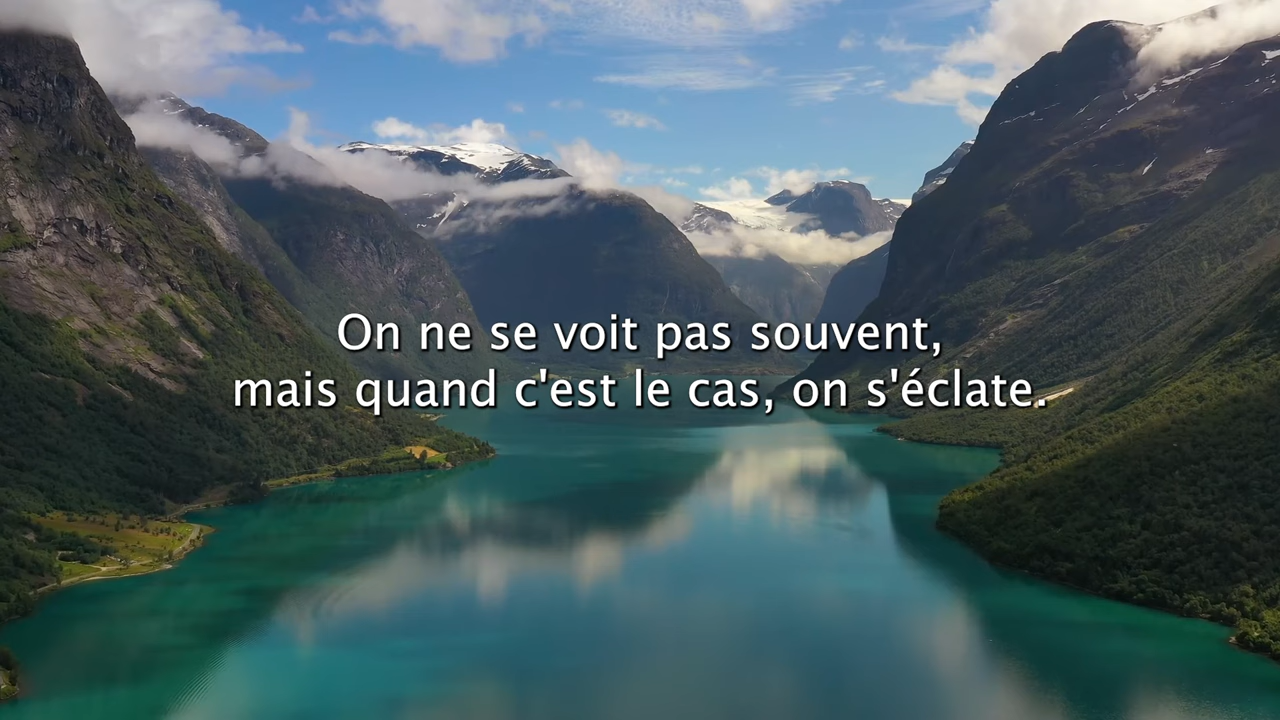 On ne se voit pas souvent,
mais quand c'est le cas, on s'éclate.